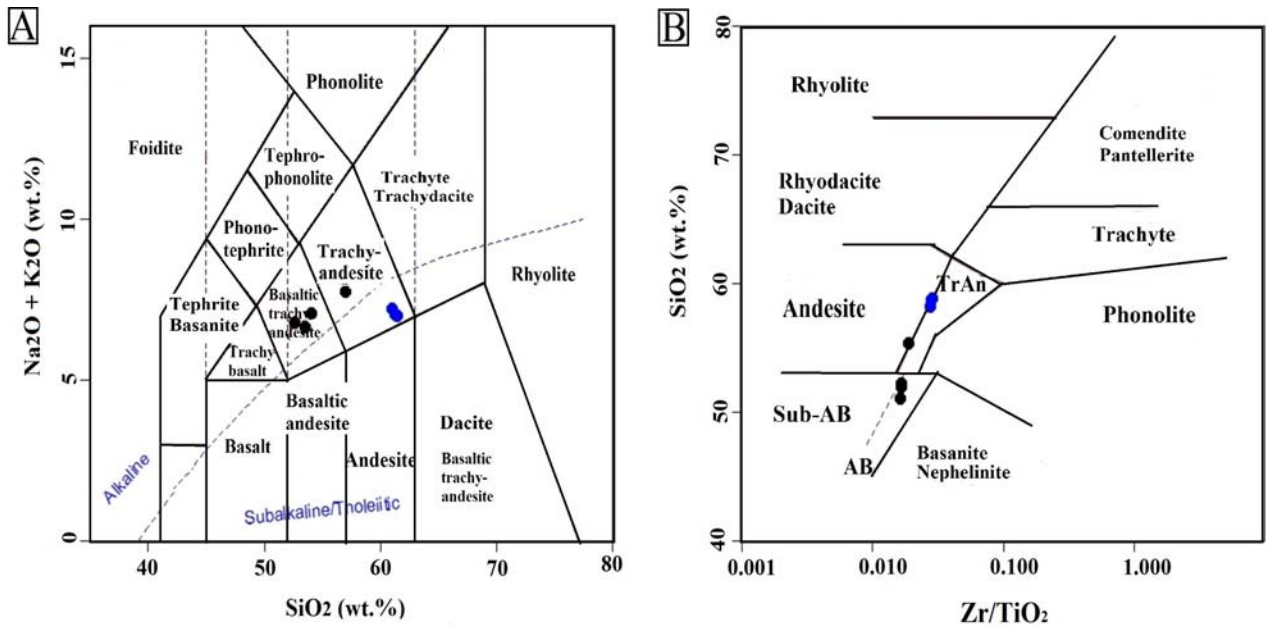 A
Na2O + K2O (wt.%)
15
10
5
0
Foidite
Phonolite
Tephro-
phonolite
Trachyte
Trachydacite
Phono-
tephrite
Trachy-
andesite
Rhyolite
Tephrite
Basanite
Basaltic
trachy-
andesite
Trachy
basalt
Basaltic
andesite
Basalt
Andesite
Dacite
Basaltic
trachy-
andesite
Alkaline
Subalkaline/Tholeiitic
40
50
60
70
80
SiO2 (wt.%)
B
SiO2 (wt.%)
80
70
60
50
40
Rhyolite
Comendite
Pantellerite
Rhyodacite
Dacite
Trachyte
TrAn
Andesite
Phonolite
Sub-AB
AB
Basanite
Nephelinite
0.001
0.010
0.100
1.000
Zr/TiO2